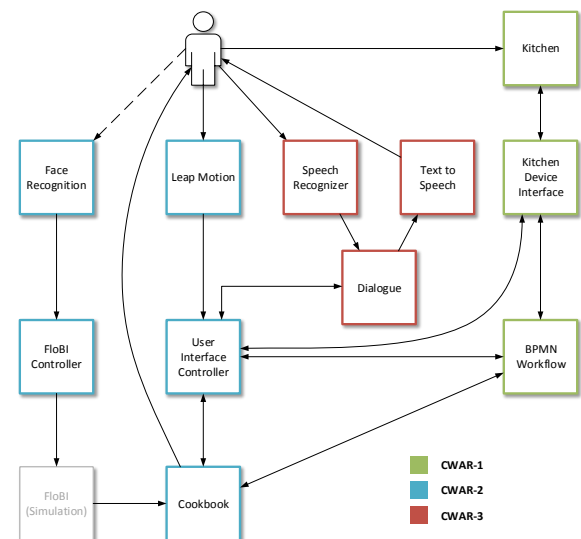 Kitchen
Face
Recognition
Leap Motion
Speech
Recognizer
Text to
Speech
Kitchen
Device
Interface
Dialogue
FloBI
Controller
User
Interface
Controller
BPMN
Workflow
FloBI
(Simulation)
Cookbook
CWAR-1
CWAR-2
CWAR-3